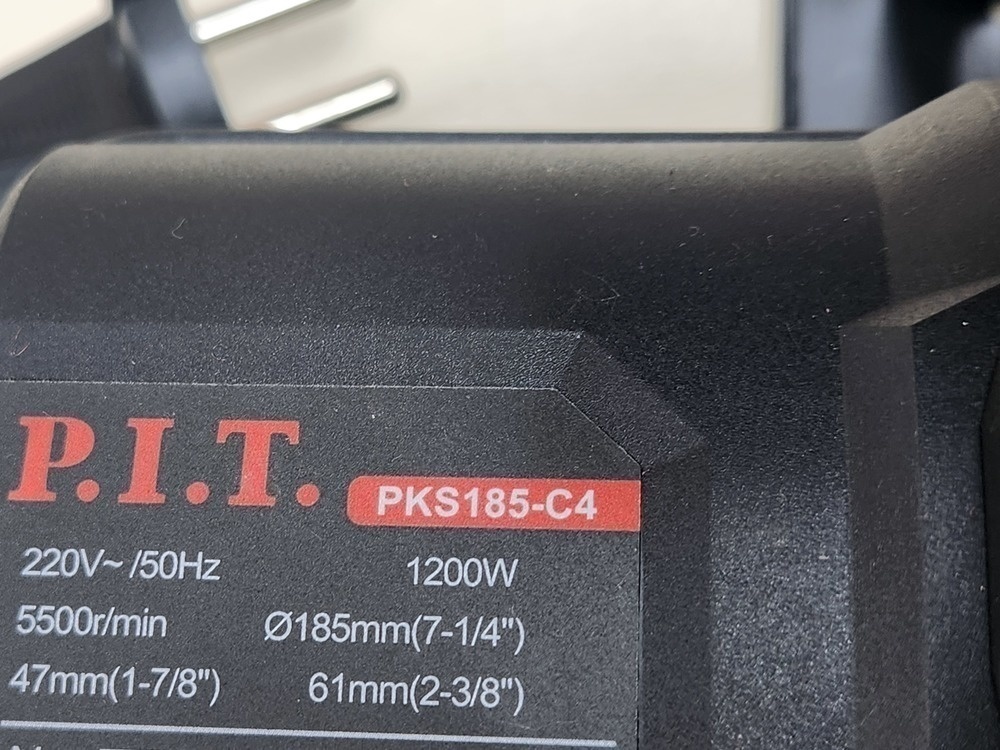 P.I.T. PKS185-C4
220V~ /50Hz 1200W
5500r/min Ø185mm(7-1/4")
47mm(1-7/8") 61mm(2-3/8")